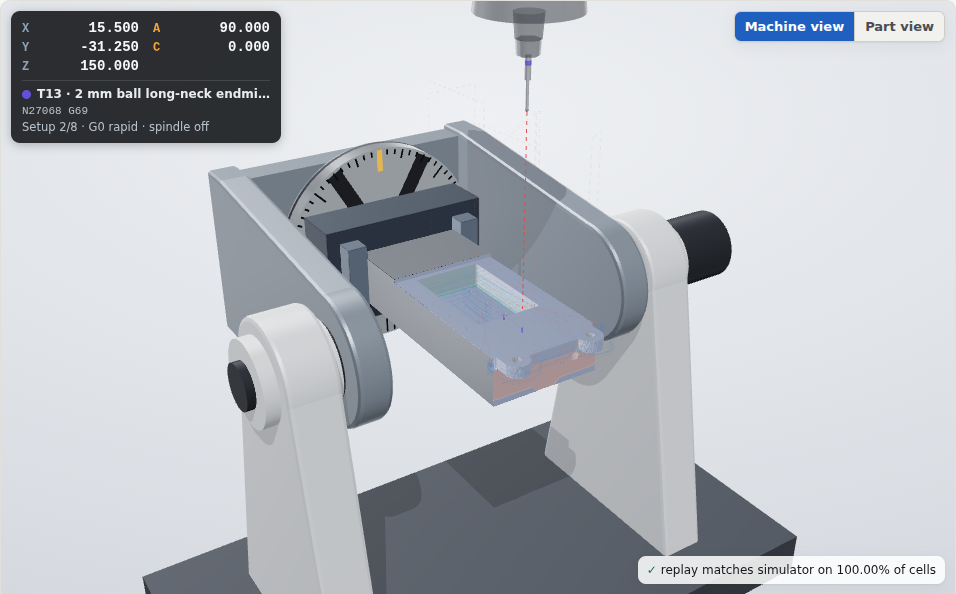 X 15.500 A 90.000
Y -31.250 C 0.000
Z 150.000
T13 · 2 mm ball long-neck endmi…
N27068 G69
Setup 2/8 · G0 rapid · spindle off
Machine view Part view
✓ replay matches simulator on 100.00% of cells